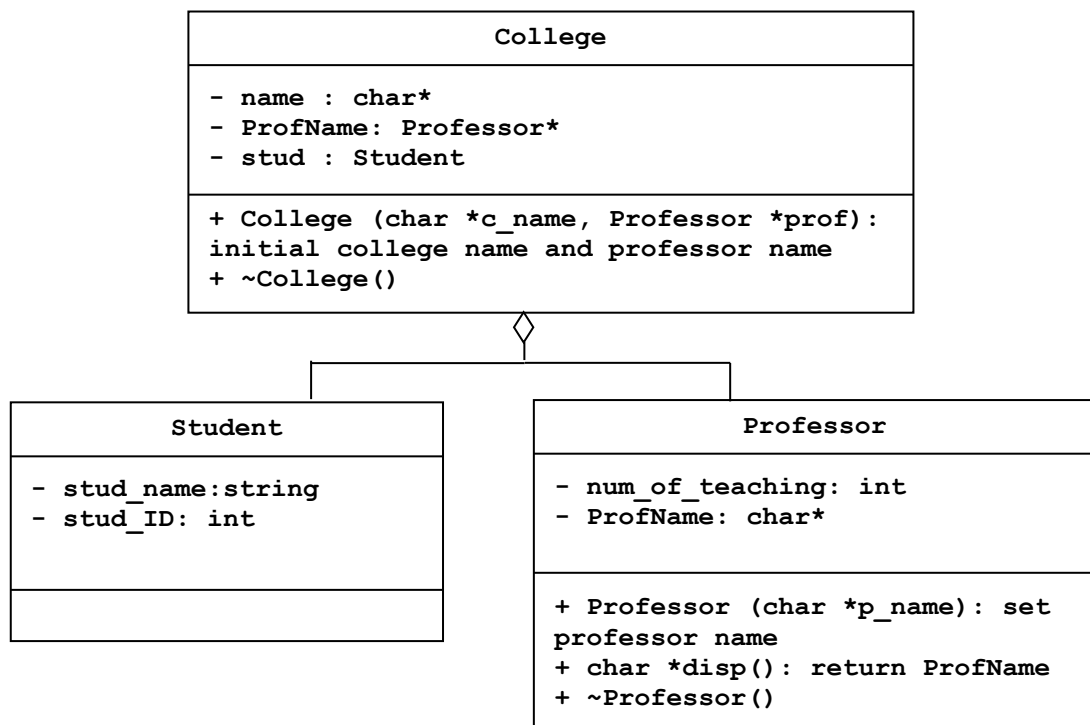 College
- name : char*
- ProfName: Professor*
- stud : Student
+ College (char *c_name, Professor *prof):
initial college name and professor name
+ ~College()
Student
- stud_name:string
- stud_ID: int
Professor
- num_of_teaching: int
- ProfName: char*
+ Professor (char *p_name): set
professor name
+ char *disp(): return ProfName
+ ~Professor()